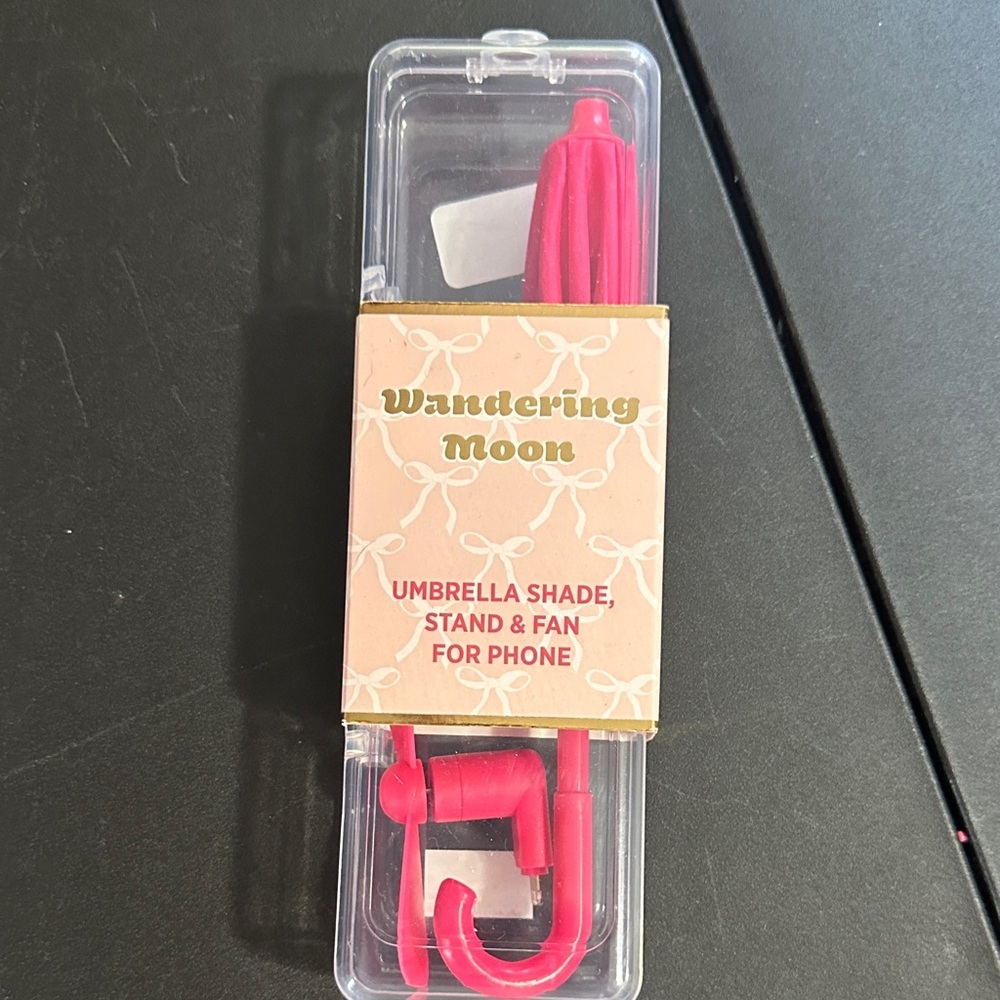 Wandering
Moon
UMBRELLA SHADE,
STAND & FAN
FOR PHONE